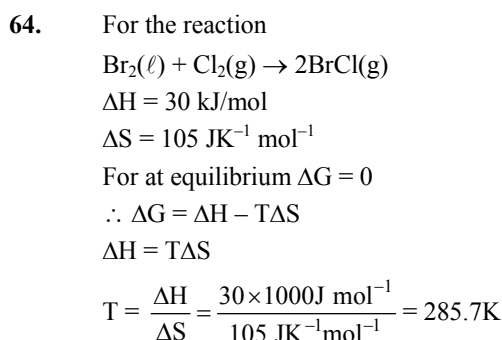 64. For the reaction
Br₂(ℓ) + Cl₂(g) → 2BrCl(g)
ΔH = 30 kJ/mol
ΔS = 105 JK⁻¹ mol⁻¹
For at equilibrium ΔG = 0
∴ ΔG = ΔH – TΔS
ΔH = TΔS
T = ΔH/ΔS = 30×1000J mol⁻¹/105 JK⁻¹mol⁻¹ = 285.7K